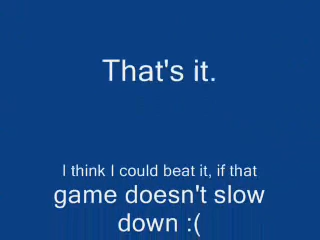 That's it.
I think I could beat it, if that
game doesn't slow
down :(